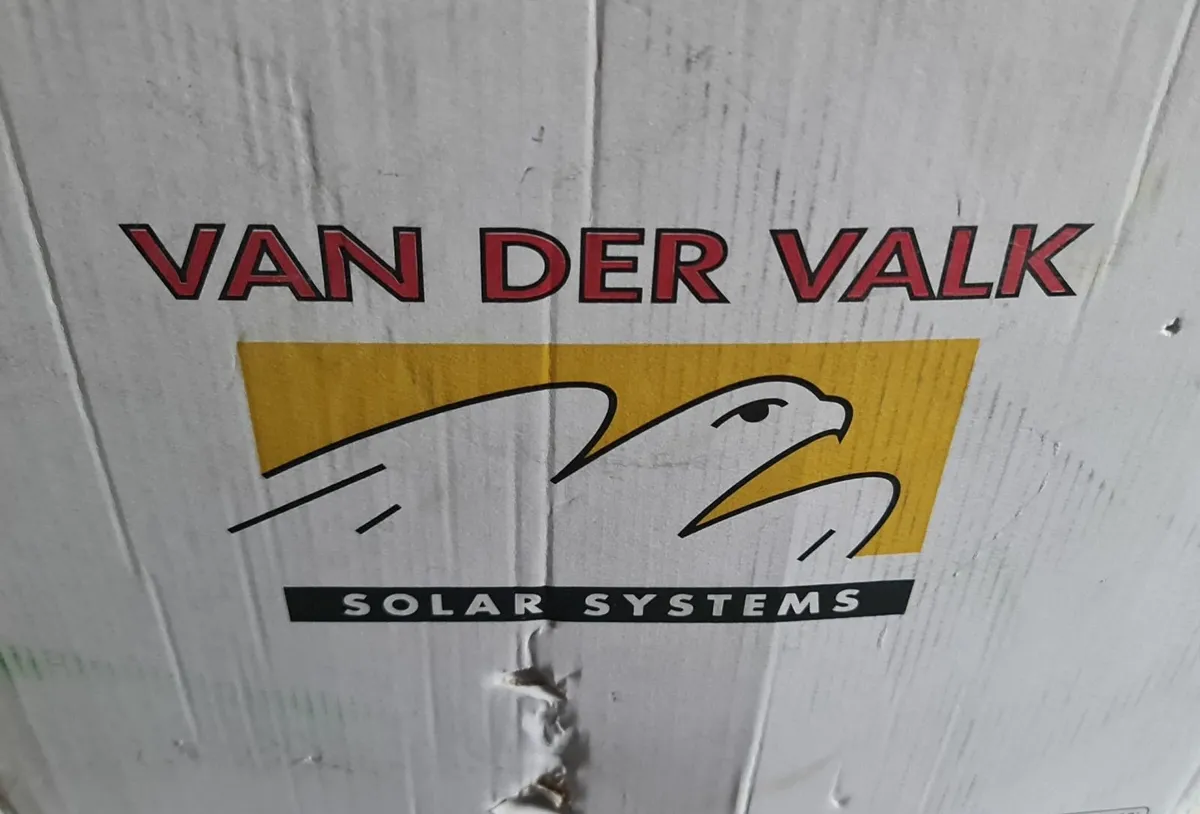 VAN DER VALK
SOLAR SYSTEMS